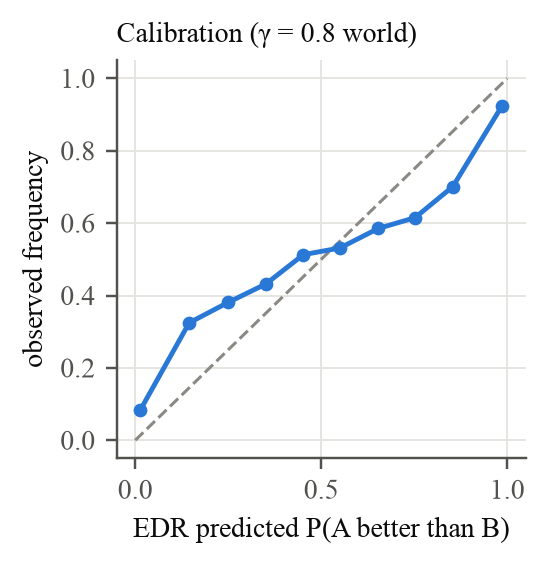 Calibration (γ = 0.8 world)
1.0
0.8
0.6
0.4
0.2
0.0
observed frequency
0.0 0.5 1.0
EDR predicted P(A better than B)